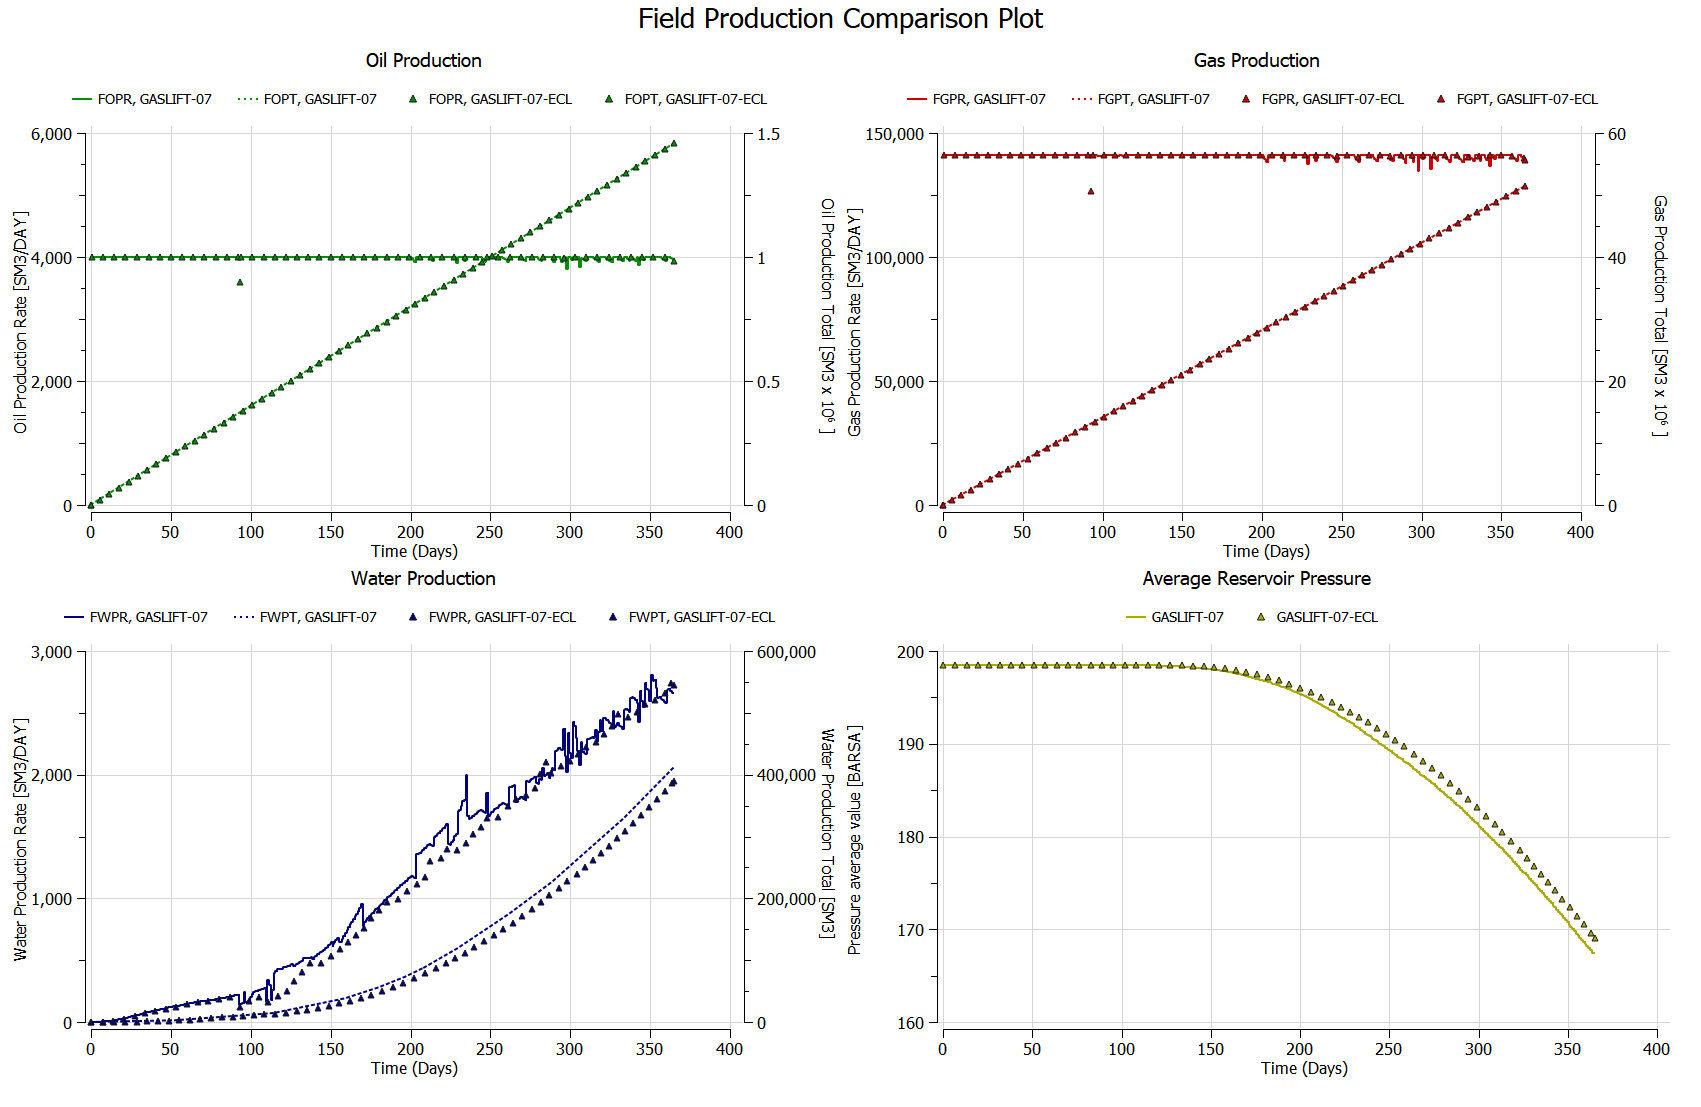 Field Production Comparison Plot
Oil Production
FOPR, GASLIFT-07
FOPT, GASLIFT-07
FOPR, GASLIFT-07-ECL
FOPT, GASLIFT-07-ECL
6,000
4,000
2,000
0
Oil Production Rate [SM3/DAY]
1.5
1
0.5
0
Oil Production Total [SM3 x 10⁶ ]
0 50 100 150 200 250 300 350 400
Time (Days)
Gas Production
FGPR, GASLIFT-07
FGPT, GASLIFT-07
FGPR, GASLIFT-07-ECL
FGPT, GASLIFT-07-ECL
150,000
100,000
50,000
0
Gas Production Rate [SM3/DAY]
60
40
20
0
Gas Production Total [SM3 x 10⁶ ]
0 50 100 150 200 250 300 350 400
Time (Days)
Water Production
FWPR, GASLIFT-07
FWPT, GASLIFT-07
FWPR, GASLIFT-07-ECL
FWPT, GASLIFT-07-ECL
3,000
2,000
1,000
0
Water Production Rate [SM3/DAY]
600,000
400,000
200,000
0
Water Production Total [SM3]
0 50 100 150 200 250 300 350 400
Time (Days)
Average Reservoir Pressure
GASLIFT-07
GASLIFT-07-ECL
200
190
180
170
160
Pressure average value [BARSA]
0 50 100 150 200 250 300 350 400
Time (Days)